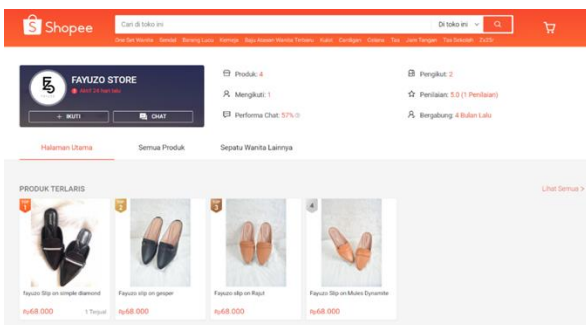 Shopee
Cari di toko ini
Di toko ini
FAYUZO STORE
+ IKUTI
CHAT
Produk: 4
Mengikuti: 1
Performa Chat: 57%
Pengikut: 2
Penilaian: 5.0 (1 Penilaian)
Bergabung: 4 Bulan Lalu
Halaman Utama
Semua Produk
Sepatu Wanita Lainnya
PRODUK TERLARIS
Lihat Semua >
1
2
3
4
Fayuzo Slip on simple diamond
Fayuzo slip on gesper
Fayuzo slip on Rajut
Fayuzo Slip on Mules Dynamite
Rp68.000
1 Terjual
Rp68.000
Rp68.000
Rp68.000